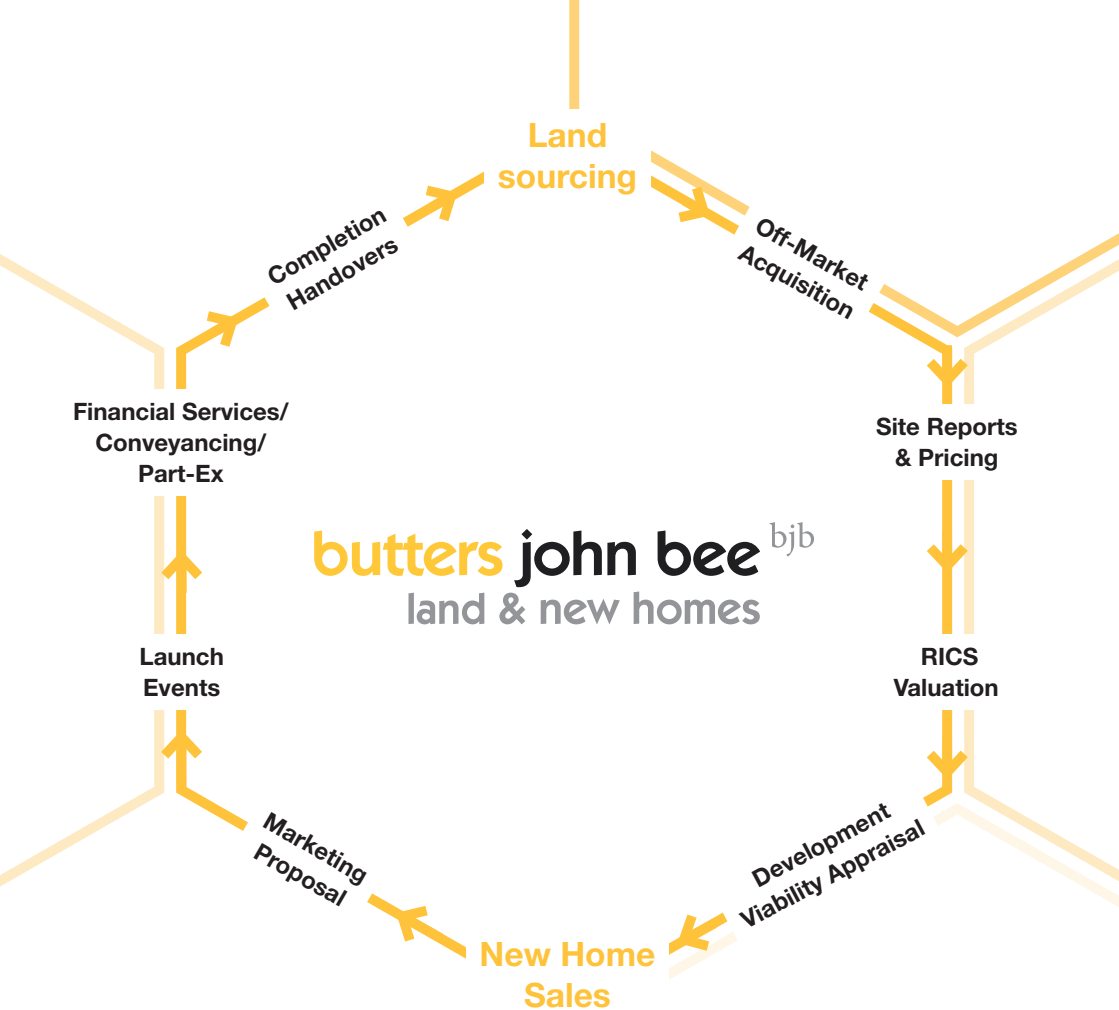 Land
sourcing
Off-Market
Acquisition
Site Reports
& Pricing
RICS
Valuation
Development
Viability Appraisal
New Home
Sales
Marketing
Proposal
Launch
Events
Financial Services/
Conveyancing/
Part-Ex
Completion
Handovers
butters john bee bjb
land & new homes